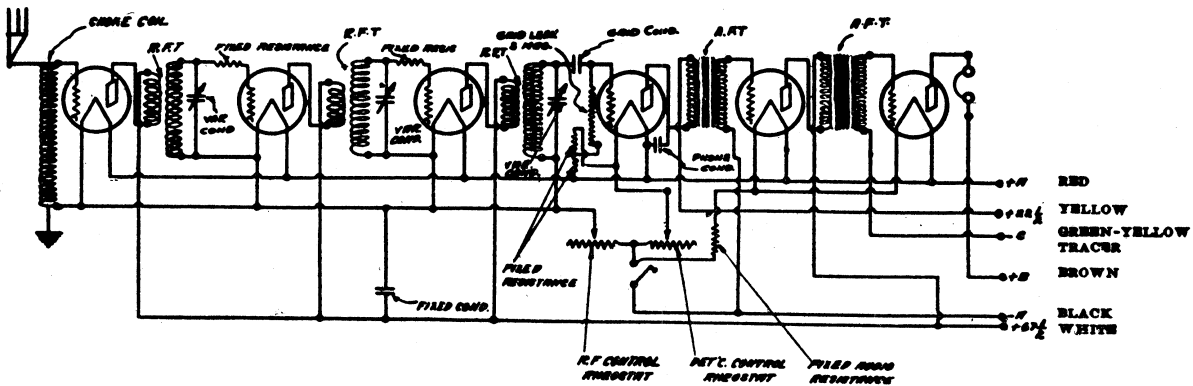 CHOKE COIL
R.F.T
FIXED RESISTANCE
R.F.T
FIXED RESIS
R.F.T
GRID LEAK
& MEG.
GRID COND.
A.F.T
A.F.T.
VAR
COND
VAR
COND.
VAR.
COND.
PHONE
COND.
+A RED
+22½ YELLOW
C GREEN-YELLOW
TRACER
+B BROWN
-A BLACK
+67½ WHITE
FIXED
RESISTANCE
FIXED COND.
R.F CONTROL
RHEOSTAT
DET'C. CONTROL
RHEOSTAT
FIXED AUDIO
RESISTANCE